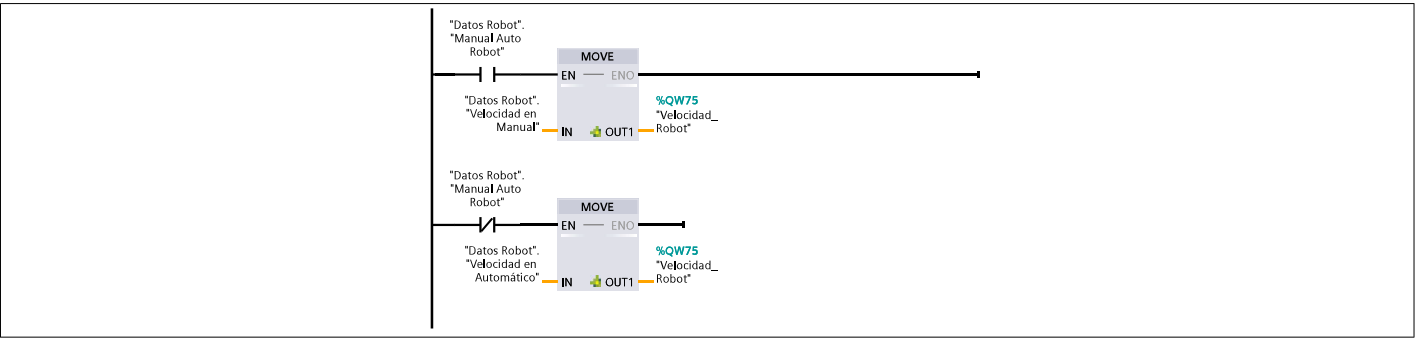 "Datos Robot".
"Manual Auto
Robot"
MOVE
EN ENO
"Datos Robot".
"Velocidad en
Manual"
IN OUT1
%QW75
"Velocidad_
Robot"
"Datos Robot".
"Manual Auto
Robot"
MOVE
EN ENO
"Datos Robot".
"Velocidad en
Automático"
IN OUT1
%QW75
"Velocidad_
Robot"